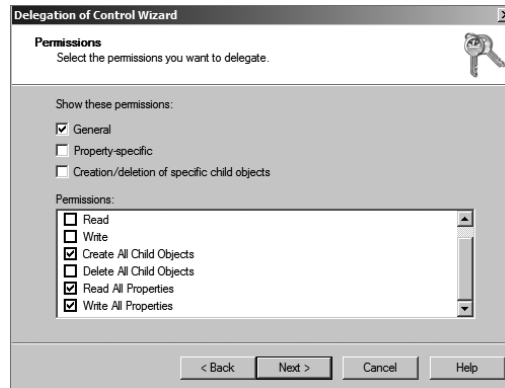 Delegation of Control Wizard
Permissions
Select the permissions you want to delegate.
Show these permissions:
General
Property-specific
Creation/deletion of specific child objects
Permissions:
Read
Write
Create All Child Objects
Delete All Child Objects
Read All Properties
Write All Properties
< Back Next > Cancel Help